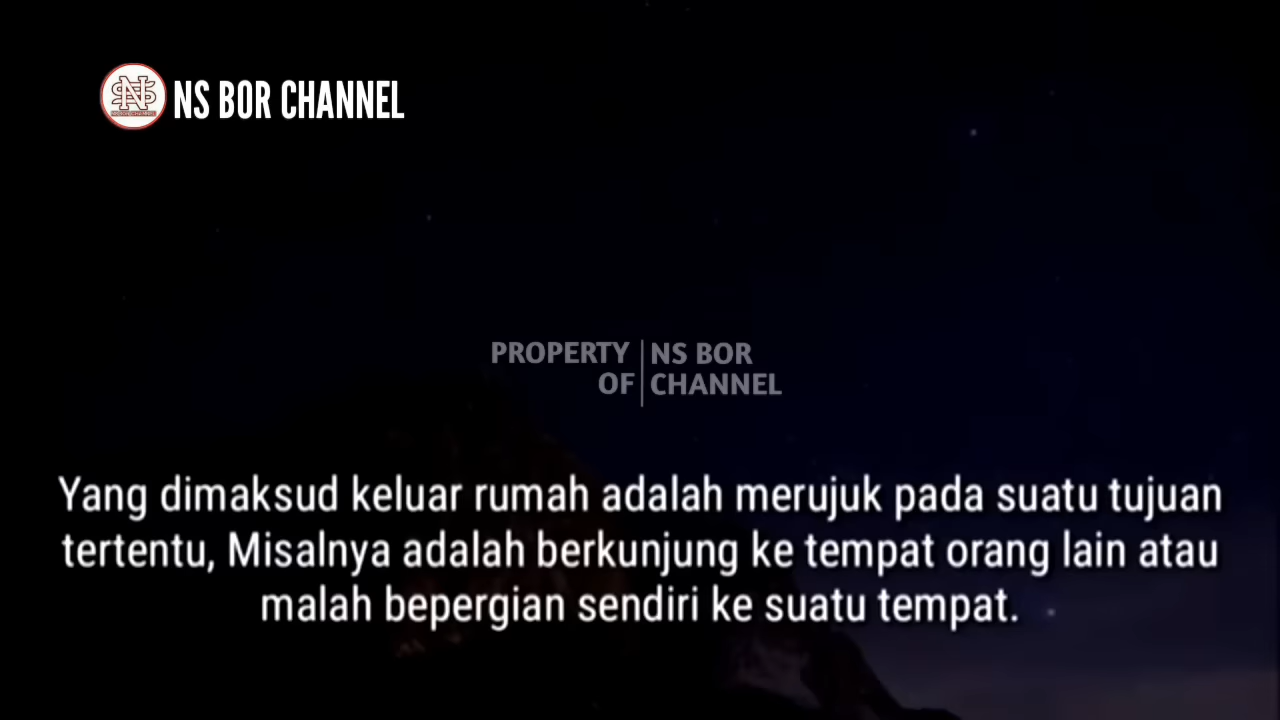 NS BOR CHANNEL
PROPERTY OF
NS BOR CHANNEL
Yang dimaksud keluar rumah adalah merujuk pada suatu tujuan
tertentu, Misalnya adalah berkunjung ke tempat orang lain atau
malah bepergian sendiri ke suatu tempat.